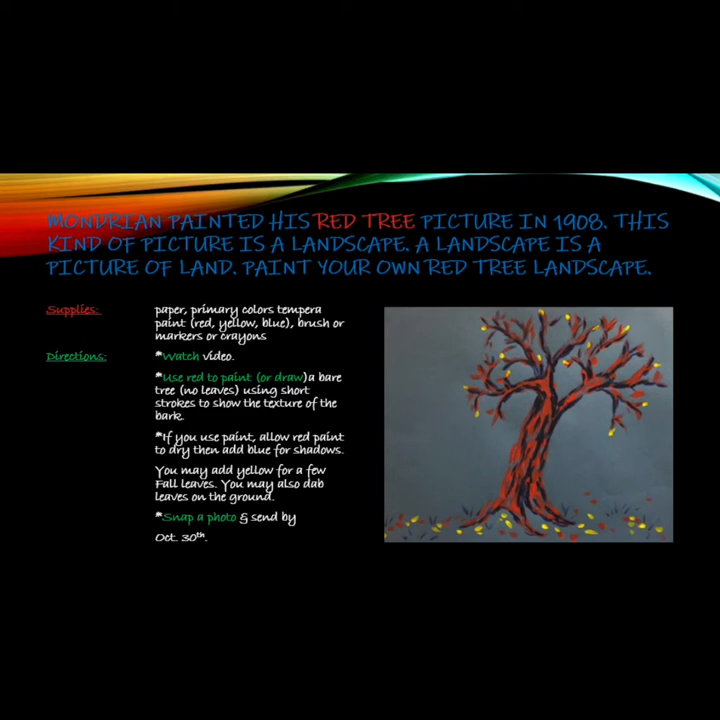 MONDRIAN PAINTED HIS RED TREE PICTURE IN 1908. THIS
KIND OF PICTURE IS A LANDSCAPE. A LANDSCAPE IS A
PICTURE OF LAND. PAINT YOUR OWN RED TREE LANDSCAPE.
Supplies:
paper, primary colors tempera
paint (red, yellow, blue), brush or
markers or crayons
Directions:
*Watch video.
*Use red to paint (or draw)a bare
tree (no leaves) using short
strokes to show the texture of the
bark.
*If you use paint, allow red paint
to dry then add blue for shadows.
You may add yellow for a few
Fall leaves. You may also dab
leaves on the ground.
*Snap a photo & send by
Oct. 30th.